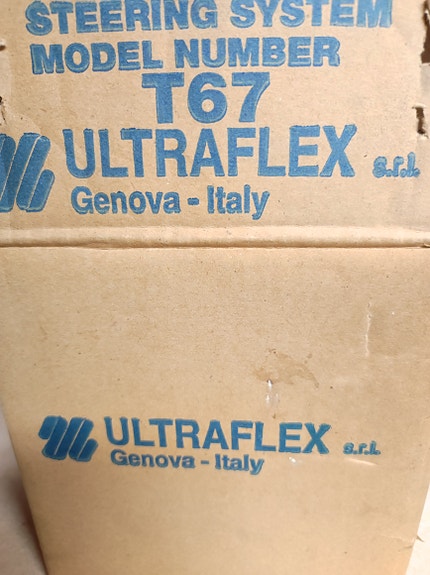 STEERING SYSTEM
MODEL NUMBER
T67
ULTRAFLEX s.r.l.
Genova - Italy
ULTRAFLEX s.r.l.
Genova - Italy